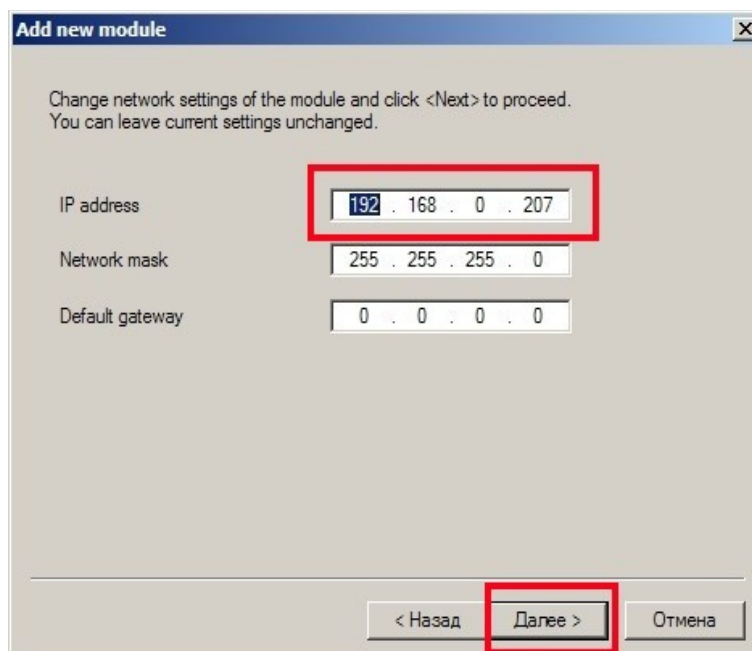 Add new module
Change network settings of the module and click <Next> to proceed.
You can leave current settings unchanged.
IP address 192 . 168 . 0 . 207
Network mask 255 . 255 . 255 . 0
Default gateway 0 . 0 . 0 . 0
< Назад Далее > Отмена